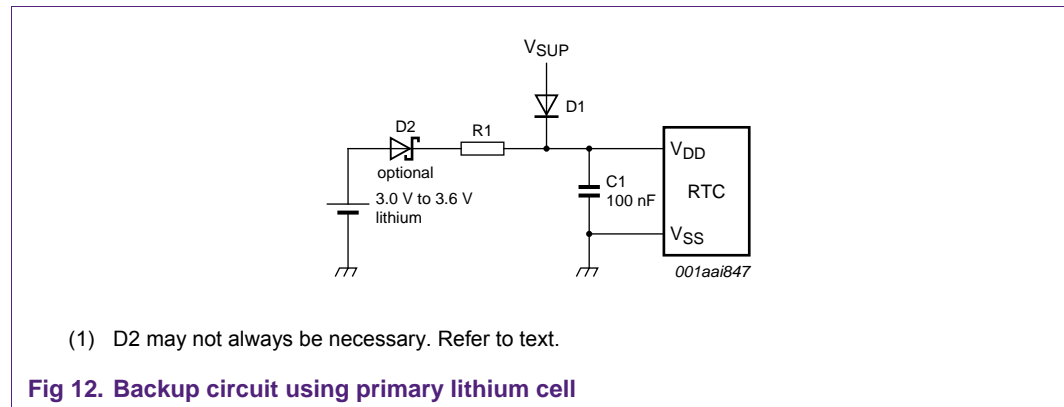 VSUP
D1
D2
R1
optional
3.0 V to 3.6 V
lithium
C1
100 nF
VDD
RTC
VSS
001aai847
(1) D2 may not always be necessary. Refer to text.
Fig 12. Backup circuit using primary lithium cell